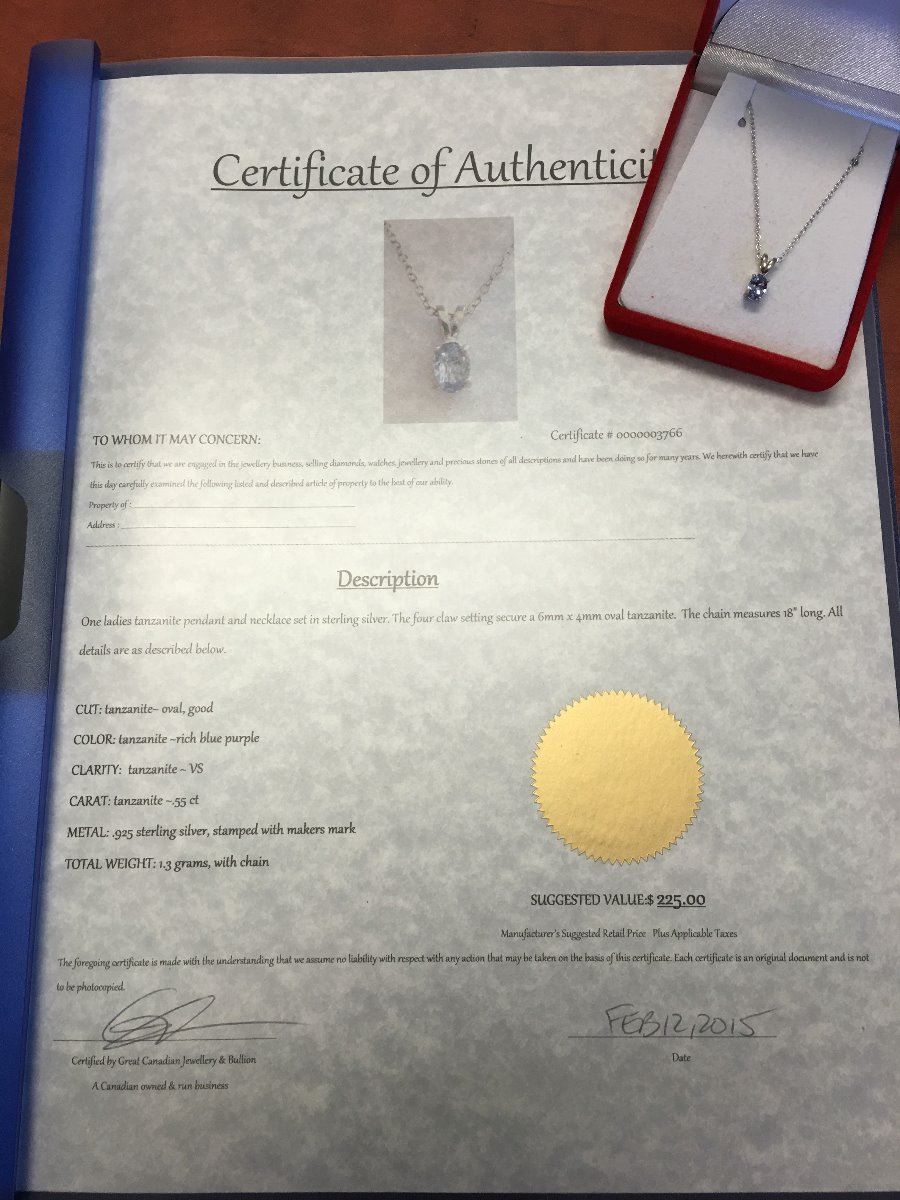 Certificate of Authenticit
TO WHOM IT MAY CONCERN:
Certificate # 0000003766
This is to certify that we are engaged in the jewellery business, selling diamonds, watches, jewellery and precious stones of all descriptions and have been doing so for many years. We herewith certify that we have
this day carefully examined the following listed and described article of property to the best of our ability.
Property of :
Address :
Description
One ladies tanzanite pendant and necklace set in sterling silver. The four claw setting secure a 6mm x 4mm oval tanzanite. The chain measures 18" long. All
details are as described below.
CUT: tanzanite~ oval, good
COLOR: tanzanite ~rich blue purple
CLARITY: tanzanite ~ VS
CARAT: tanzanite ~.55 ct
METAL: .925 sterling silver, stamped with makers mark
TOTAL WEIGHT: 1.3 grams, with chain
SUGGESTED VALUE:$ 225.00
Manufacturer's Suggested Retail Price Plus Applicable Taxes
The foregoing certificate is made with the understanding that we assume no liability with respect with any action that may be taken on the basis of this certificate. Each certificate is an original document and is not
to be photocopied.
FEB 12, 2015
Certified by Great Canadian Jewellery & Bullion
Date
A Canadian owned & run business